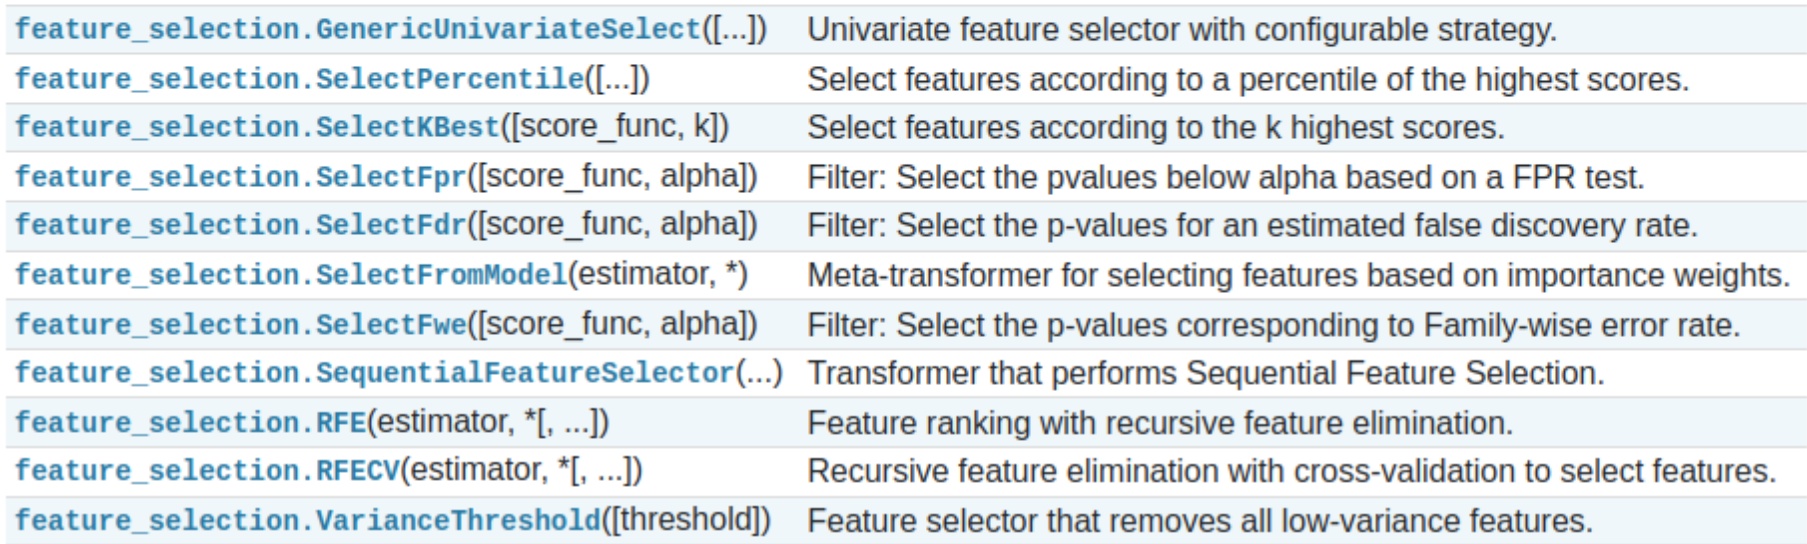 feature_selection.GenericUnivariateSelect([...]) Univariate feature selector with configurable strategy.
feature_selection.SelectPercentile([...]) Select features according to a percentile of the highest scores.
feature_selection.SelectKBest([score_func, k]) Select features according to the k highest scores.
feature_selection.SelectFpr([score_func, alpha]) Filter: Select the pvalues below alpha based on a FPR test.
feature_selection.SelectFdr([score_func, alpha]) Filter: Select the p-values for an estimated false discovery rate.
feature_selection.SelectFromModel(estimator, *) Meta-transformer for selecting features based on importance weights.
feature_selection.SelectFwe([score_func, alpha]) Filter: Select the p-values corresponding to Family-wise error rate.
feature_selection.SequentialFeatureSelector(...) Transformer that performs Sequential Feature Selection.
feature_selection.RFE(estimator, *[, ...]) Feature ranking with recursive feature elimination.
feature_selection.RFECV(estimator, *[, ...]) Recursive feature elimination with cross-validation to select features.
feature_selection.VarianceThreshold([threshold]) Feature selector that removes all low-variance features.